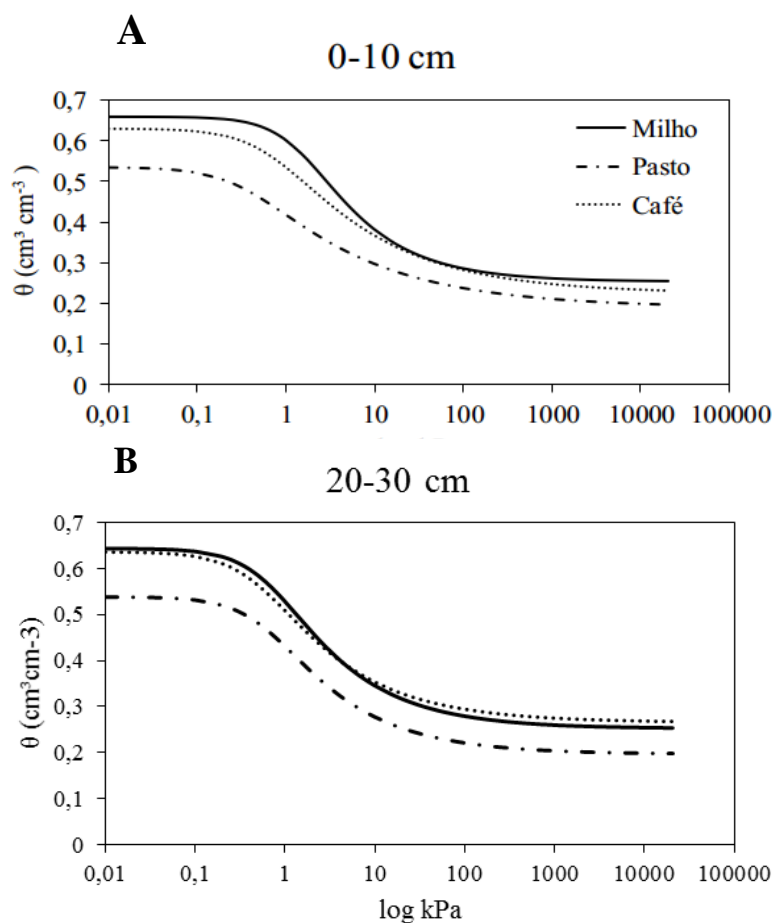 A
0-10 cm
0,7
0,6
0,5
0,4
0,3
0,2
0,1
0
θ (cm³ cm⁻³ )
Milho
Pasto
Café
0,01 0,1 1 10 100 1000 10000 100000
B
20-30 cm
0,7
0,6
0,5
0,4
0,3
0,2
0,1
0
θ (cm³cm-3)
0,01 0,1 1 10 100 1000 10000 100000
log kPa